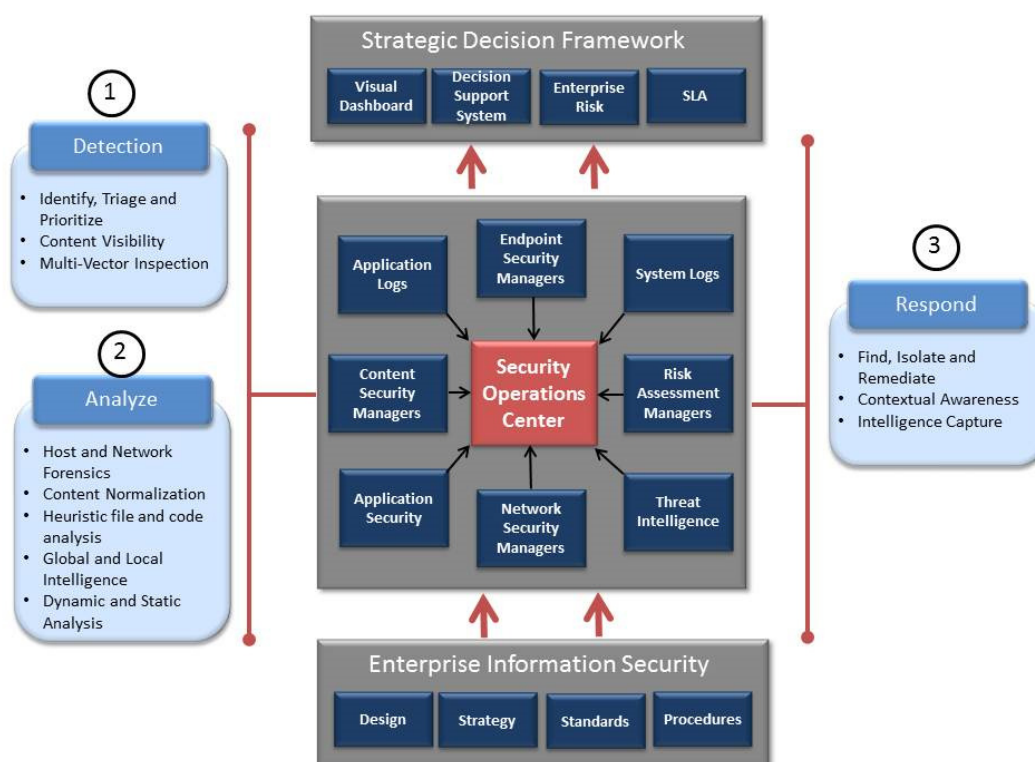 Strategic Decision Framework
Visual
Dashboard
Decision
Support
System
Enterprise
Risk
SLA
1
Detection
• Identify, Triage and
Prioritize
• Content Visibility
• Multi-Vector Inspection
2
Analyze
• Host and Network
Forensics
• Content Normalization
• Heuristic file and code
analysis
• Global and Local
Intelligence
• Dynamic and Static
Analysis
Application
Logs
Endpoint
Security
Managers
System Logs
Content
Security
Managers
Security
Operations
Center
Risk
Assessment
Managers
Application
Security
Network
Security
Managers
Threat
Intelligence
3
Respond
• Find, Isolate and
Remediate
• Contextual Awareness
• Intelligence Capture
Enterprise Information Security
Design
Strategy
Standards
Procedures